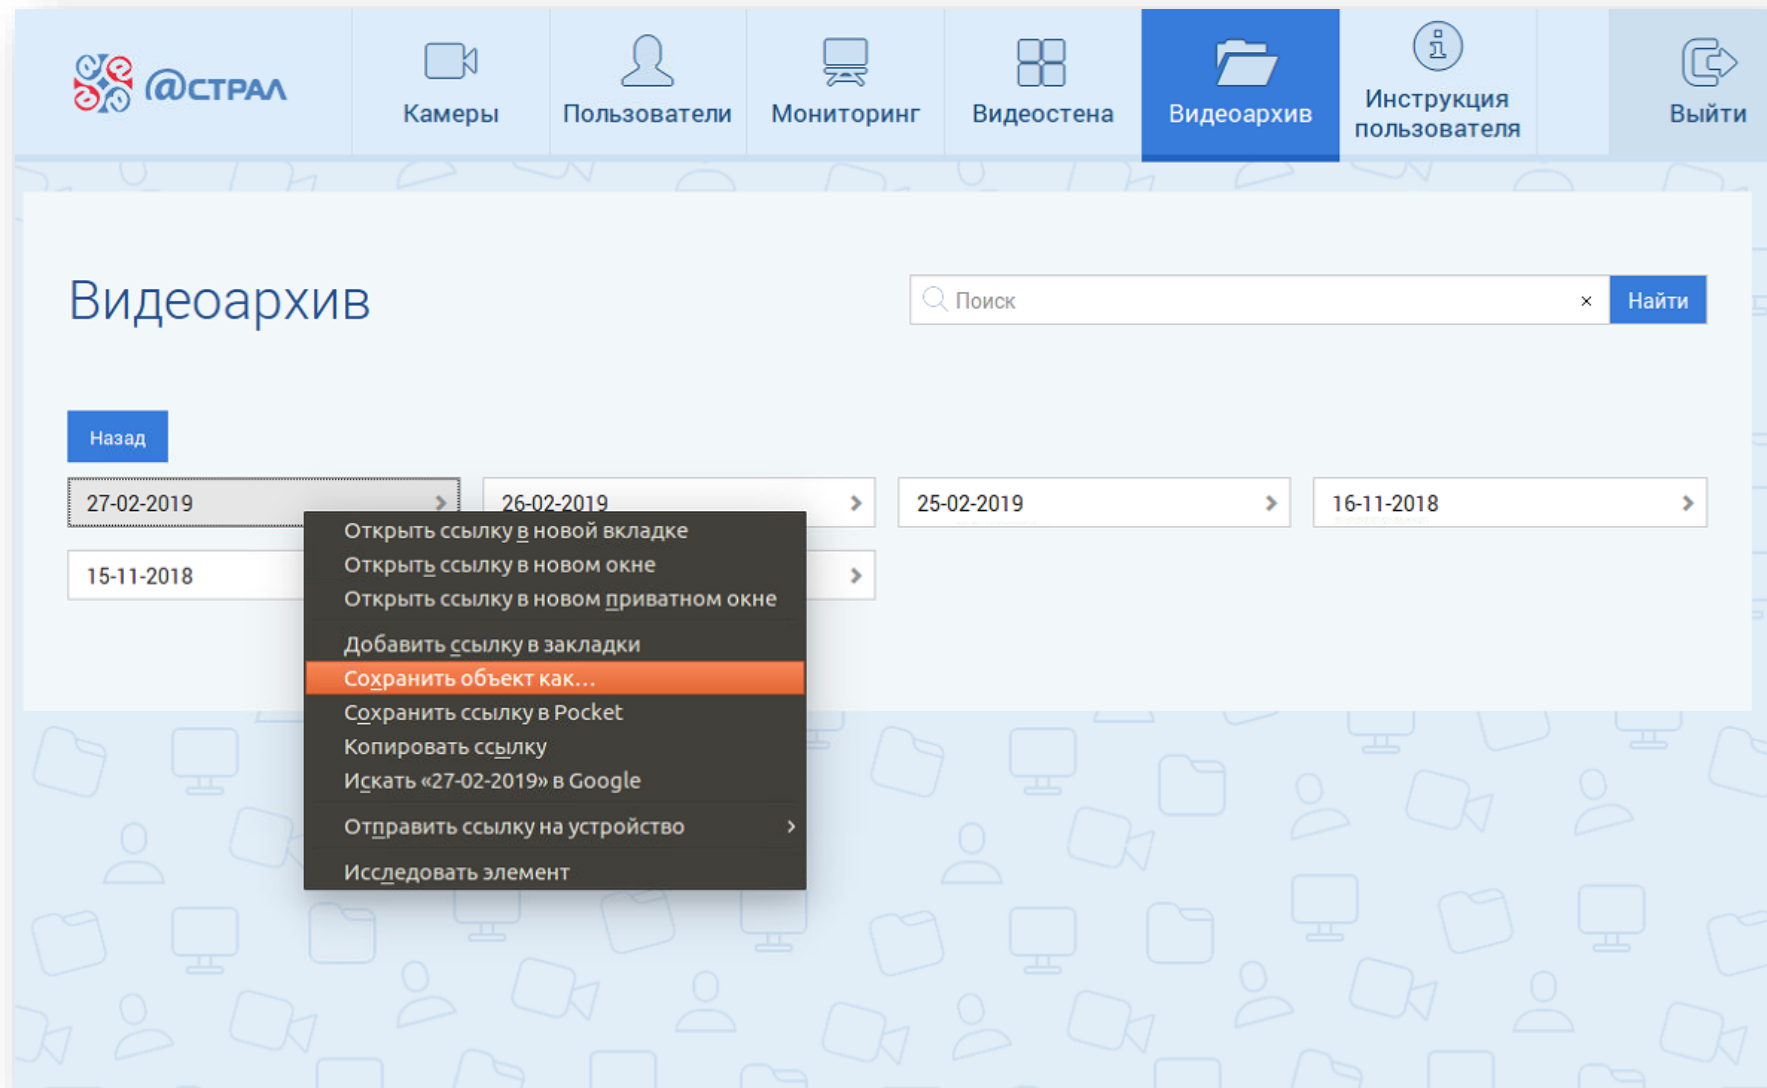 @СТРАЛ
Камеры
Пользователи
Мониторинг
Видеостена
Видеоархив
Инструкция
пользователя
Выйти
Видеоархив
Поиск
×
Найти
Назад
27-02-2019
26-02-2019
25-02-2019
16-11-2018
15-11-2018
Открыть ссылку в новой вкладке
Открыть ссылку в новом окне
Открыть ссылку в новом приватном окне
Добавить ссылку в закладки
Сохранить объект как…
Сохранить ссылку в Pocket
Копировать ссылку
Искать «27-02-2019» в Google
Отправить ссылку на устройство
Исследовать элемент